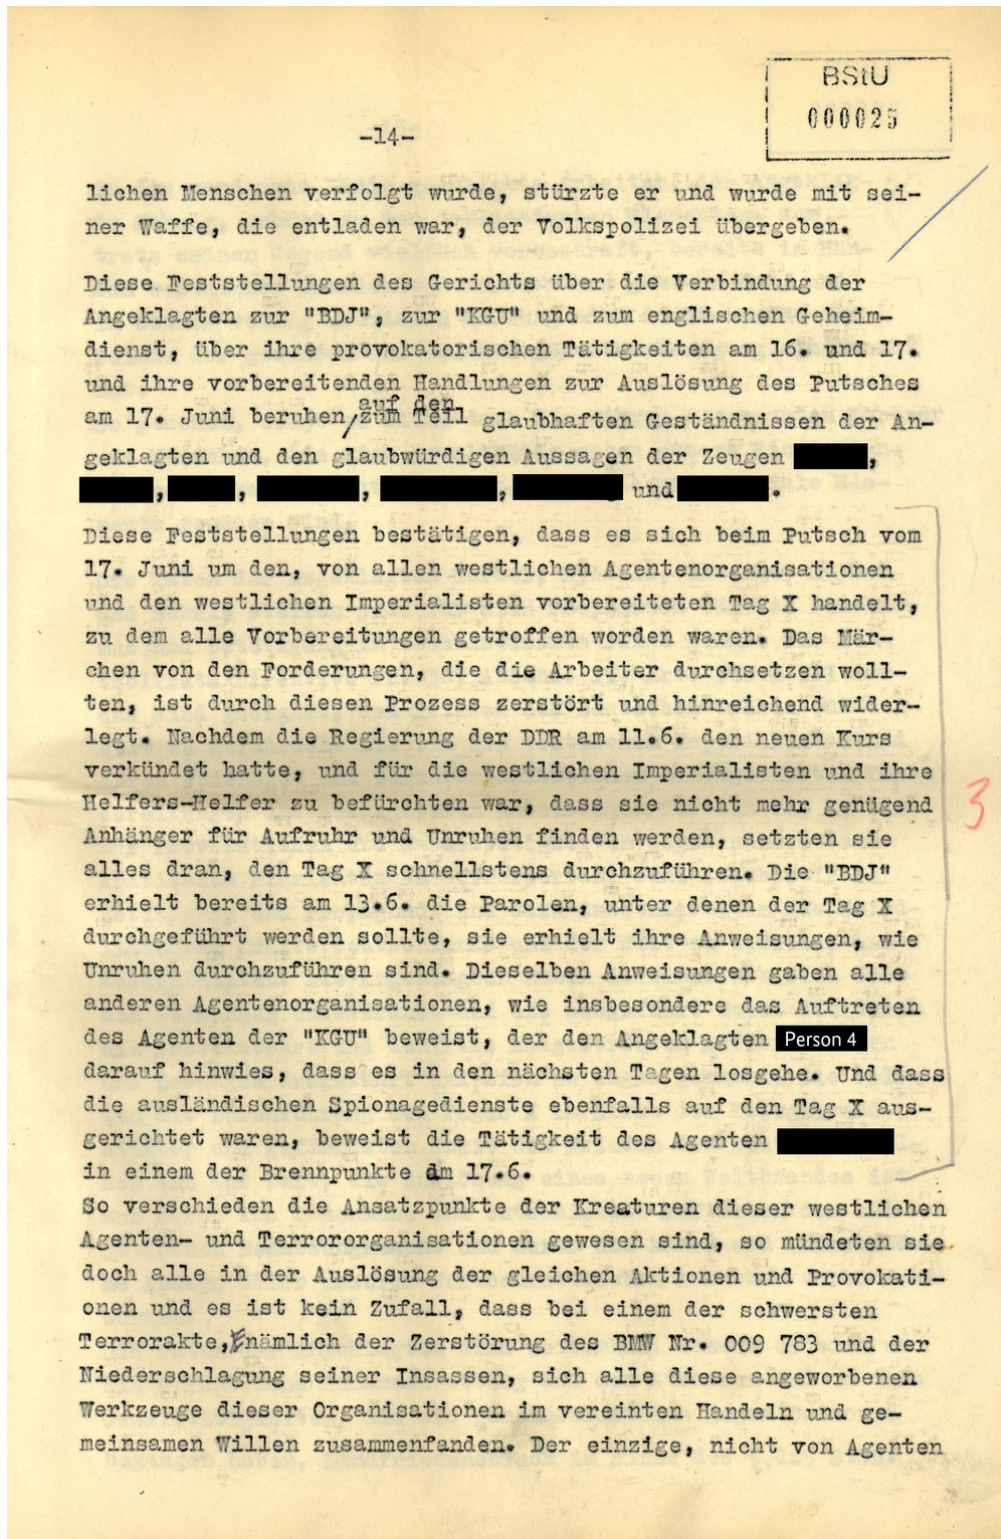 BStU
000025
-14-
lichen Menschen verfolgt wurde, stürzte er und wurde mit sei-
ner Waffe, die entladen war, der Volkspolizei übergeben.
Diese Feststellungen des Gerichts über die Verbindung der
Angeklagten zur "BDJ", zur "KGU" und zum englischen Geheim-
dienst, über ihre provokatorischen Tätigkeiten am 16. und 17.
und ihre vorbereitenden Handlungen zur Auslösung des Putsches
auf den
am 17. Juni beruhen/zum Teil glaubhaften Geständnissen der An-
geklagten und den glaubwürdigen Aussagen der Zeugen ,
, , , , und .
Diese Feststellungen bestätigen, dass es sich beim Putsch vom
17. Juni um den, von allen westlichen Agentenorganisationen
und den westlichen Imperialisten vorbereiteten Tag X handelt,
zu dem alle Vorbereitungen getroffen worden waren. Das Mär-
chen von den Forderungen, die die Arbeiter durchsetzen woll-
ten, ist durch diesen Prozess zerstört und hinreichend wider-
legt. Nachdem die Regierung der DDR am 11.6. den neuen Kurs
verkündet hatte, und für die westlichen Imperialisten und ihre
Helfers-Helfer zu befürchten war, dass sie nicht mehr genügend
3
Anhänger für Aufruhr und Unruhen finden werden, setzten sie
alles dran, den Tag X schnellstens durchzuführen. Die "BDJ"
erhielt bereits am 13.6. die Parolen, unter denen der Tag X
durchgeführt werden sollte, sie erhielt ihre Anweisungen, wie
Unruhen durchzuführen sind. Dieselben Anweisungen gaben alle
anderen Agentenorganisationen, wie insbesondere das Auftreten
des Agenten der "KGU" beweist, der den Angeklagten Person 4
darauf hinwies, dass es in den nächsten Tagen losgehe. Und dass
die ausländischen Spionagedienste ebenfalls auf den Tag X aus-
gerichtet waren, beweist die Tätigkeit des Agenten
in einem der Brennpunkte am 17.6.
So verschieden die Ansatzpunkte der Kreaturen dieser westlichen
Agenten- und Terrororganisationen gewesen sind, so mündeten sie
doch alle in der Auslösung der gleichen Aktionen und Provokati-
onen und es ist kein Zufall, dass bei einem der schwersten
Terrorakte, nämlich der Zerstörung des BMW Nr. 009 783 und der
Niederschlagung seiner Insassen, sich alle diese angeworbenen
Werkzeuge dieser Organisationen im vereinten Handeln und ge-
meinsamen Willen zusammenfanden. Der einzige, nicht von Agenten